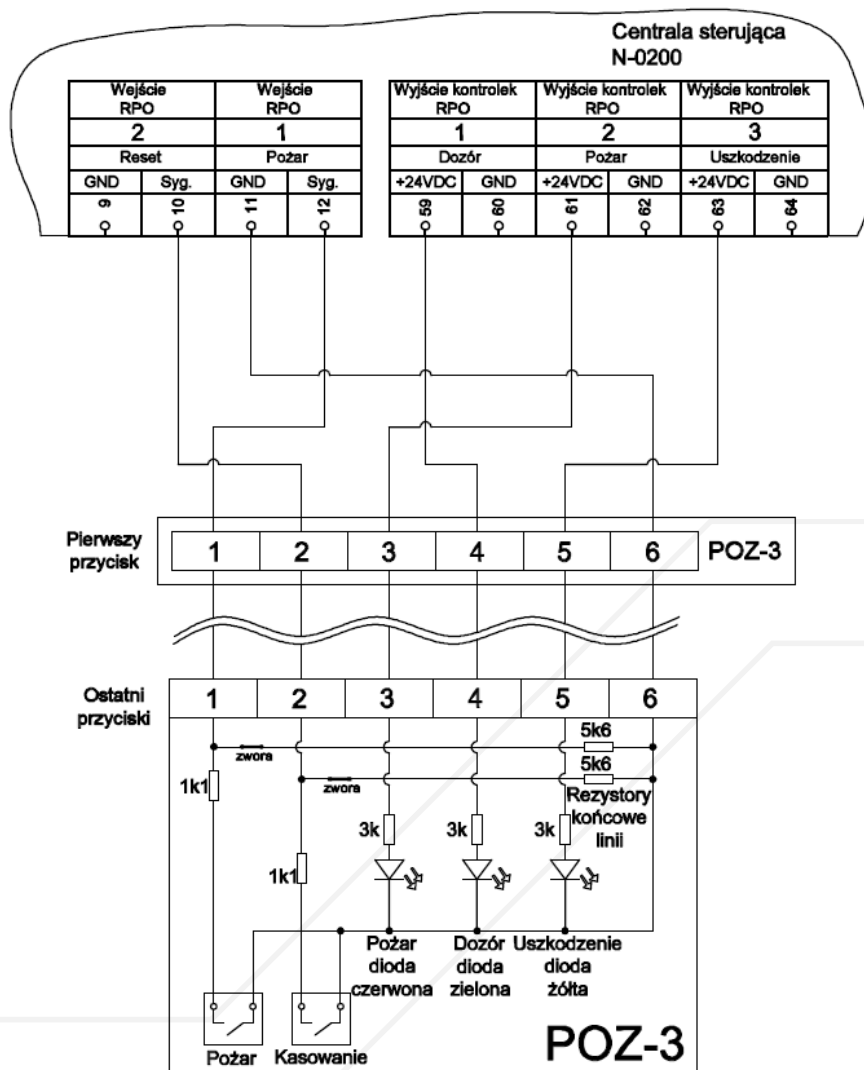 Centrala sterująca
N-0200
Wejście RPO Wejście RPO Wyjście kontrolek RPO Wyjście kontrolek RPO Wyjście kontrolek RPO
2 1 1 2 3
Reset Pożar Dozór Pożar Uszkodzenie
GND Syg. GND Syg. +24VDC GND +24VDC GND +24VDC GND
9 10 11 12 59 60 61 62 63 64
Pierwszy
przycisk
1 2 3 4 5 6 POZ-3
Ostatni
przyciski
1 2 3 4 5 6
5k6
zwora
5k6
zwora
1k1
Rezystory
końcowe
linii
3k 3k 3k
1k1
Pożar
dioda
czerwona
Dozór
dioda
zielona
Uszkodzenie
dioda
żółta
Pożar Kasowanie
POZ-3